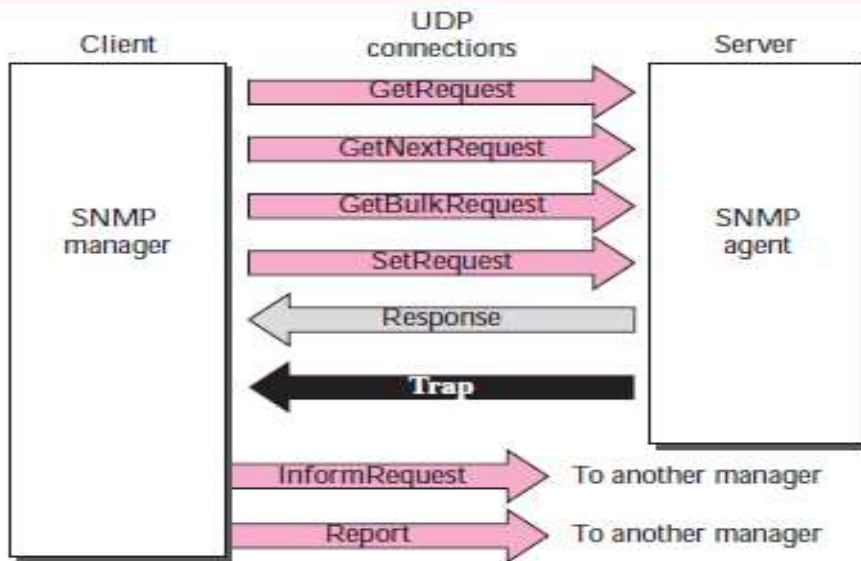 Client
UDP
connections
Server
GetRequest
GetNextRequest
GetBulkRequest
SNMP
manager
SNMP
agent
SetRequest
Response
Trap
InformRequest
To another manager
Report
To another manager